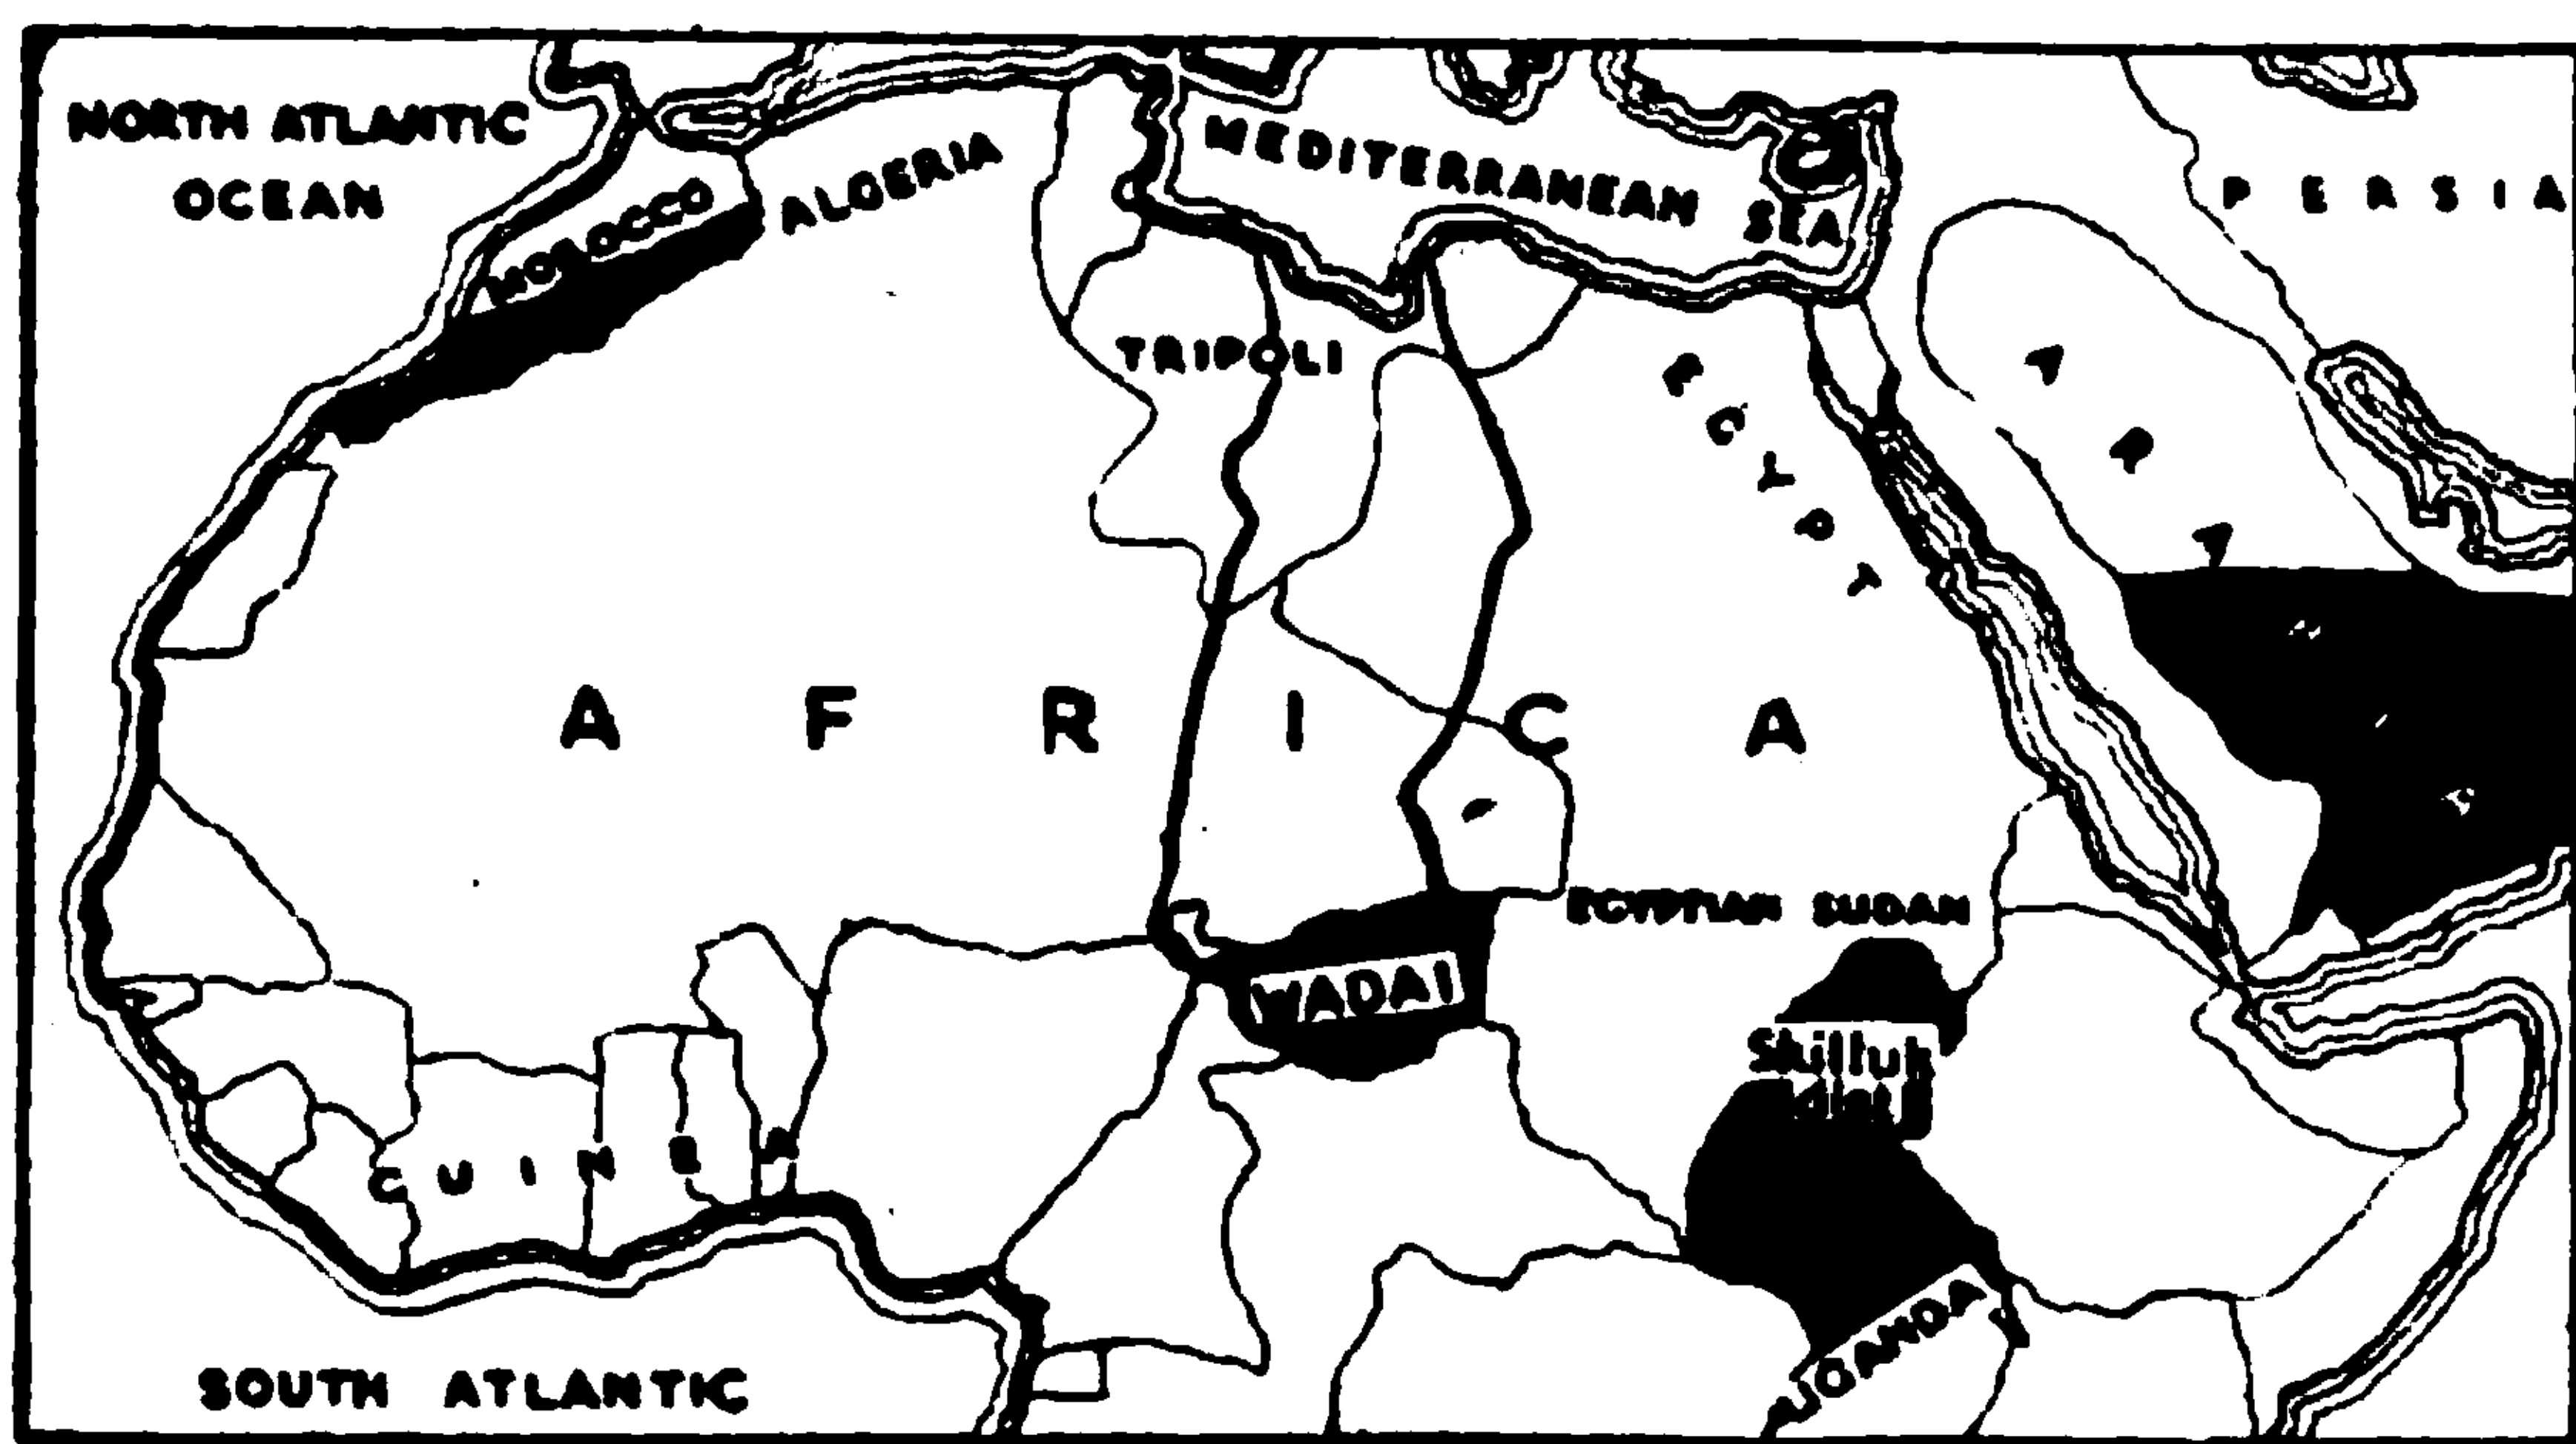 NORTH ATLANTIC
OCEAN
MOROCCO
ALGERIA
MEDITERRANEAN SEA
PERSIA
TRIPOLI
EGYPT
AFRICA
EGYPTIAN SUDAN
WADAI
Shilluk
GUINEA
UGANDA
SOUTH ATLANTIC